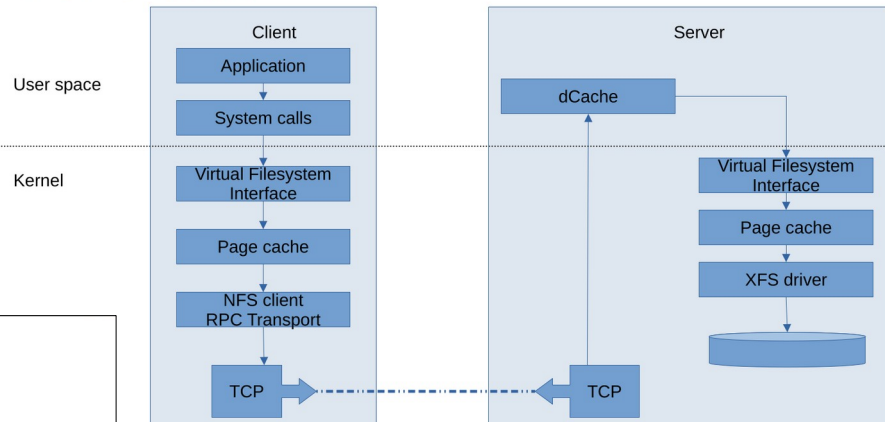 Client
Server
Application
User space
dCache
System calls
Kernel
Virtual Filesystem
Interface
Virtual Filesystem
Interface
Page cache
Page cache
NFS client
RPC Transport
XFS driver
TCP
TCP